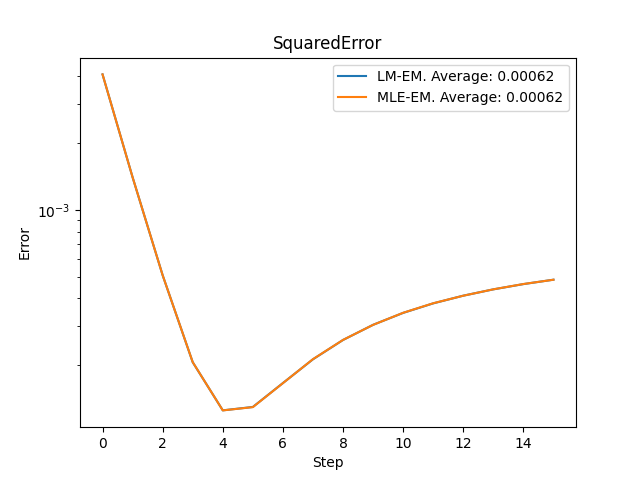 SquaredError
LM-EM. Average: 0.00062
MLE-EM. Average: 0.00062
10⁻³
Error
0 2 4 6 8 10 12 14
Step